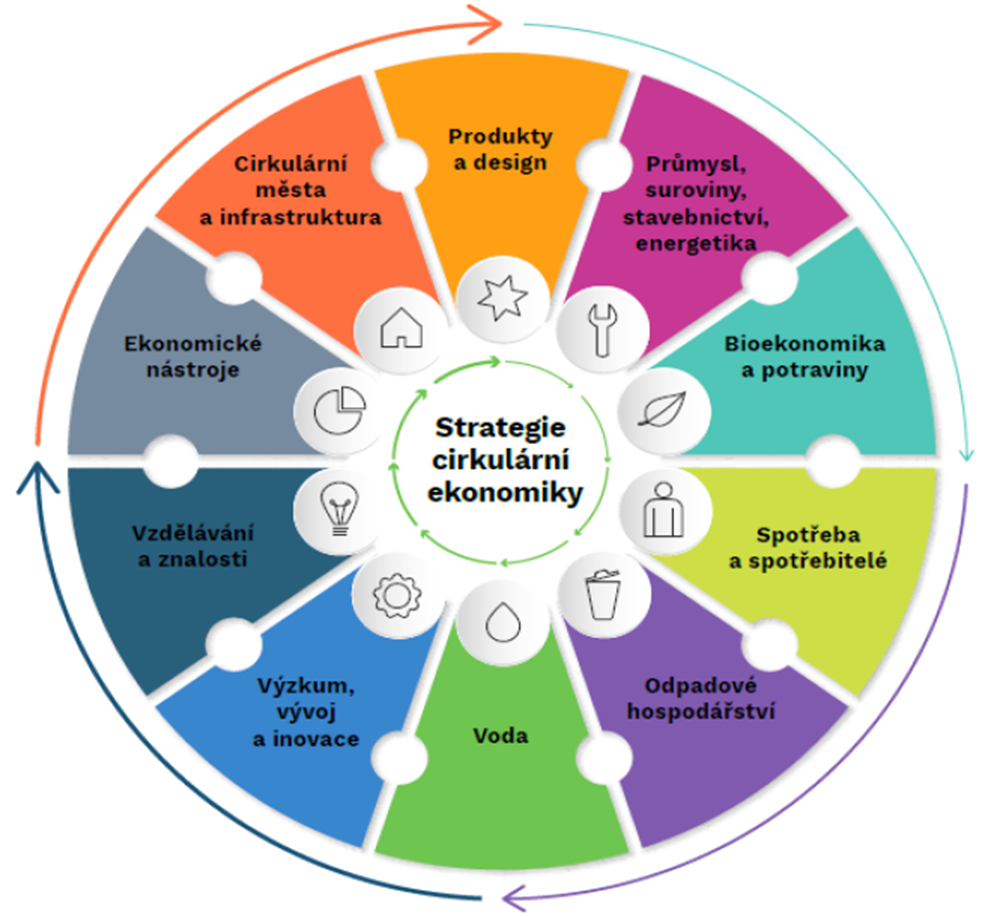 Produkty
a design
Průmysl,
suroviny,
stavebnictví,
energetika
Bioekonomika
a potraviny
Spotřeba
a spotřebitelé
Odpadové
hospodářství
Voda
Výzkum,
vývoj
a inovace
Vzdělávání
a znalosti
Ekonomické
nástroje
Cirkulární
města
a infrastruktura
Strategie
cirkulární
ekonomiky